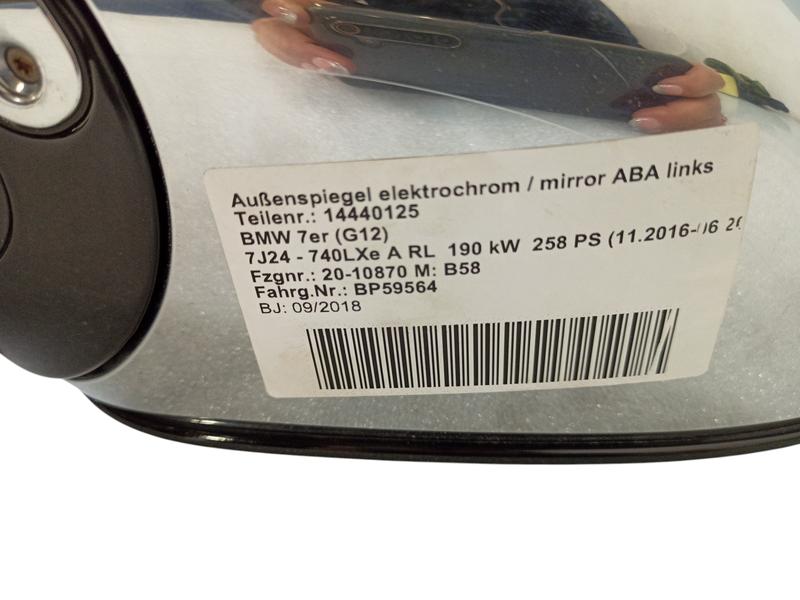 Außenspiegel elektrochrom / mirror ABA links
Teilenr.: 14440125
BMW 7er (G12)
7J24 - 740LXe A RL 190 kW 258 PS (11.2016-
Fzgnr.: 20-10870 M: B58
Fahrg.Nr.: BP59564
BJ: 09/2018